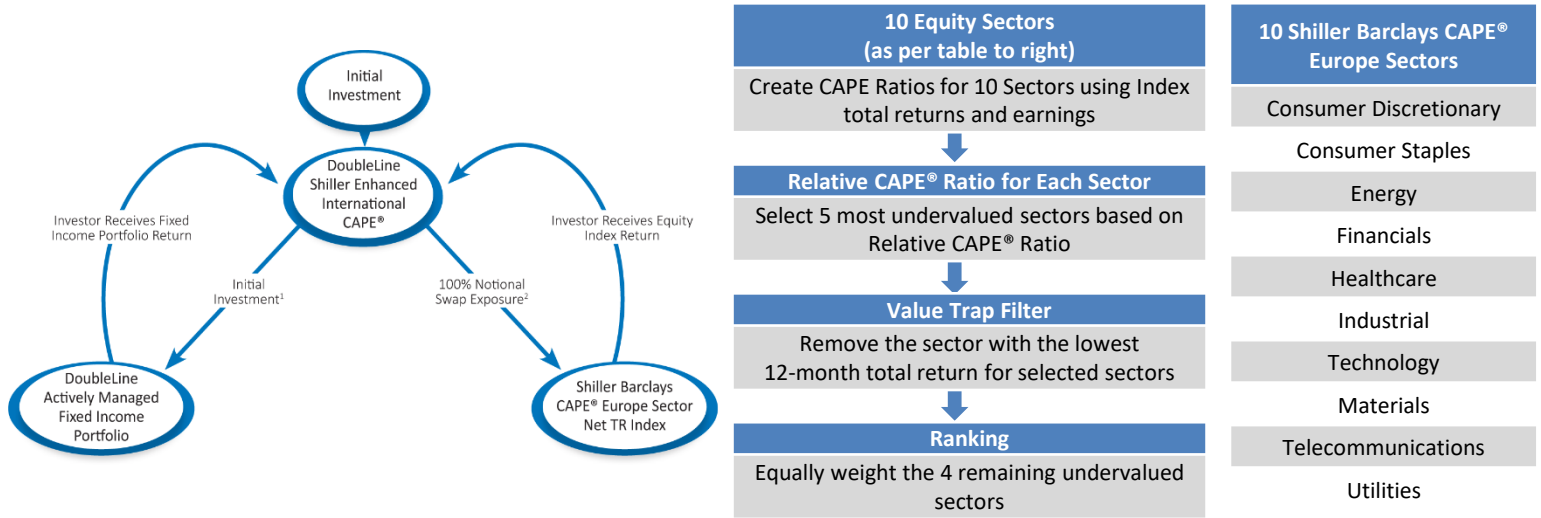 Initial
Investment
DoubleLine
Shiller Enhanced
International
CAPE®
Investor Receives Fixed
Income Portfolio Return
Investor Receives Equity
Index Return
Initial
Investment¹
100% Notional
Swap Exposure²
DoubleLine
Actively Managed
Fixed Income
Portfolio
Shiller Barclays
CAPE® Europe Sector
Net TR Index
10 Equity Sectors
(as per table to right)
Create CAPE Ratios for 10 Sectors using Index
total returns and earnings
Relative CAPE® Ratio for Each Sector
Select 5 most undervalued sectors based on
Relative CAPE® Ratio
Value Trap Filter
Remove the sector with the lowest
12-month total return for selected sectors
Ranking
Equally weight the 4 remaining undervalued
sectors
10 Shiller Barclays CAPE®
Europe Sectors
Consumer Discretionary
Consumer Staples
Energy
Financials
Healthcare
Industrial
Technology
Materials
Telecommunications
Utilities